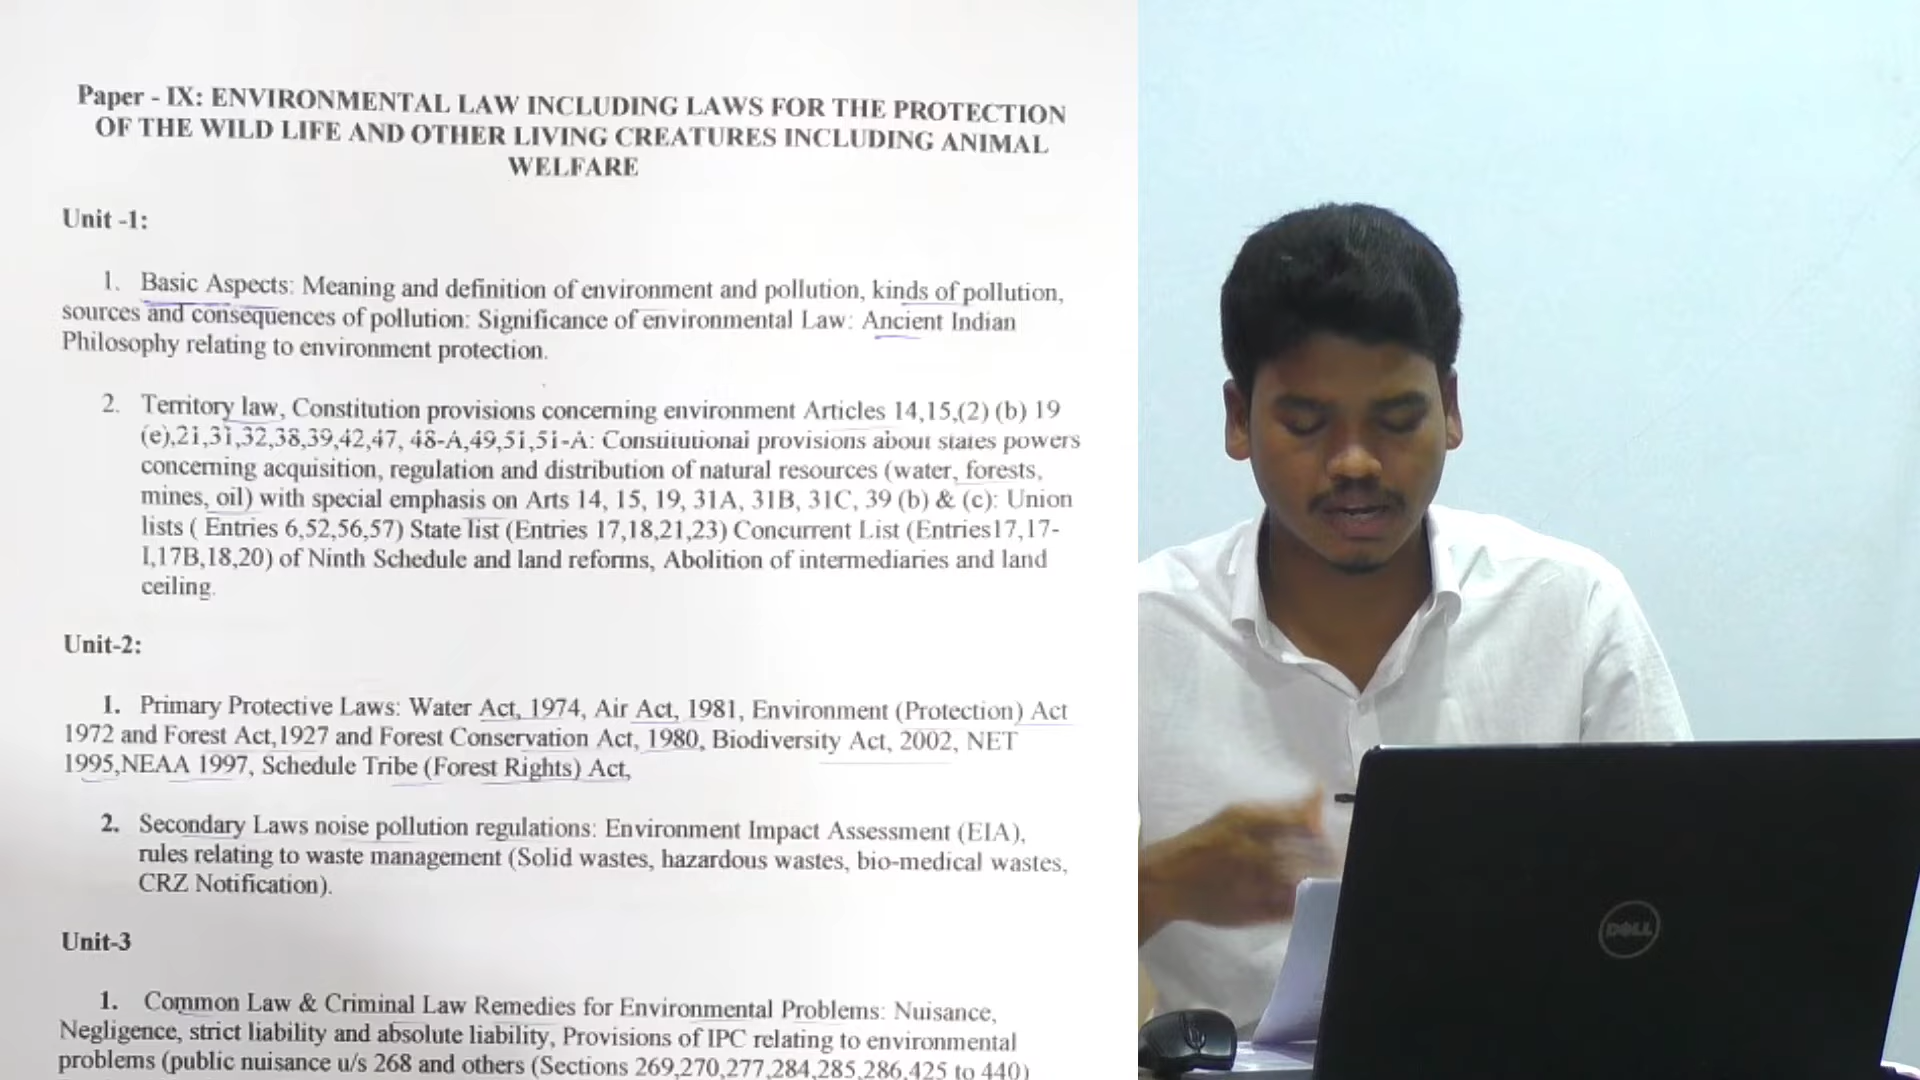 Paper - IX: ENVIRONMENTAL LAW INCLUDING LAWS FOR THE PROTECTION
OF THE WILD LIFE AND OTHER LIVING CREATURES INCLUDING ANIMAL
WELFARE
Unit -1:
1. Basic Aspects: Meaning and definition of environment and pollution, kinds of pollution,
sources and consequences of pollution: Significance of environmental Law: Ancient Indian
Philosophy relating to environment protection.
2. Territory law, Constitution provisions concerning environment Articles 14,15,(2) (b) 19
(e),21,31,32,38,39,42,47, 48-A,49,51,51-A: Constitutional provisions about states powers
concerning acquisition, regulation and distribution of natural resources (water, forests,
mines, oil) with special emphasis on Arts 14, 15, 19, 31A, 31B, 31C, 39 (b) & (c): Union
lists ( Entries 6,52,56,57) State list (Entries 17,18,21,23) Concurrent List (Entries17,17-
I,17B,18,20) of Ninth Schedule and land reforms, Abolition of intermediaries and land
ceiling.
Unit-2:
1. Primary Protective Laws: Water Act, 1974, Air Act, 1981, Environment (Protection) Act
1972 and Forest Act,1927 and Forest Conservation Act, 1980, Biodiversity Act, 2002, NET
1995,NEAA 1997, Schedule Tribe (Forest Rights) Act,
2. Secondary Laws noise pollution regulations: Environment Impact Assessment (EIA),
rules relating to waste management (Solid wastes, hazardous wastes, bio-medical wastes,
CRZ Notification).
Unit-3
1. Common Law & Criminal Law Remedies for Environmental Problems: Nuisance,
Negligence, strict liability and absolute liability, Provisions of IPC relating to environmental
problems (public nuisance u/s 268 and others (Sections 269,270,277,284,285,286,425 to 440)
DELL